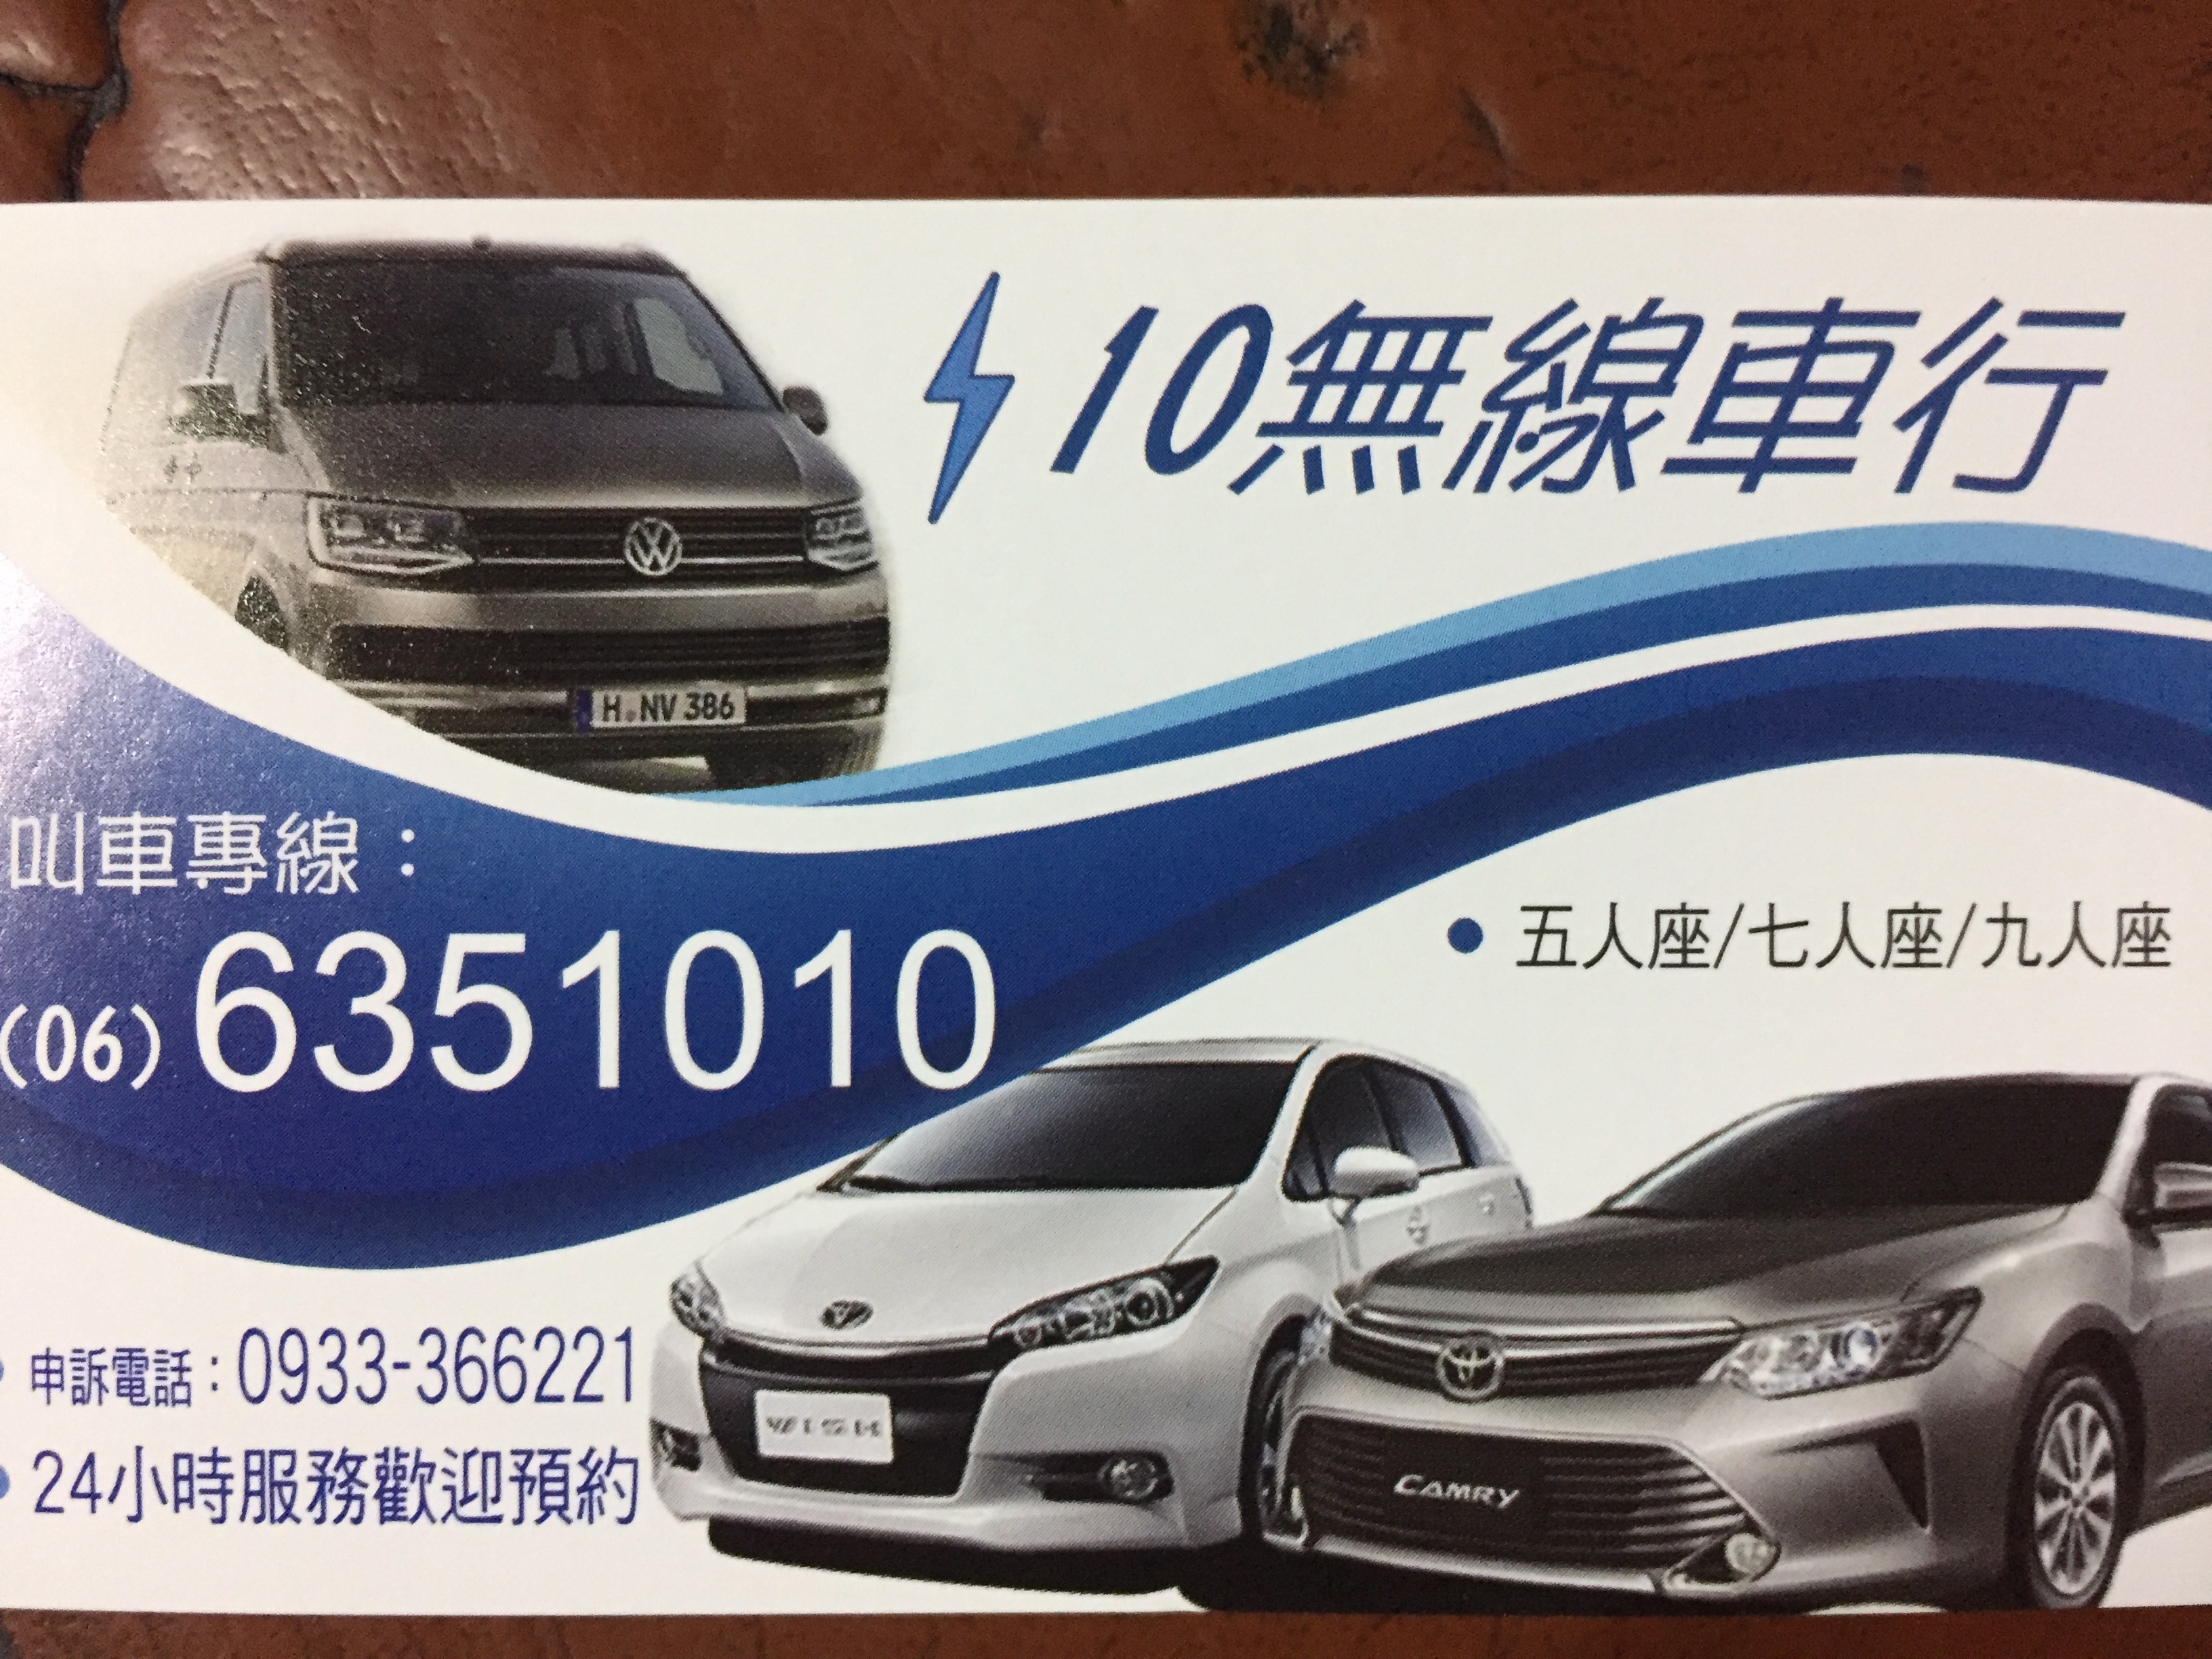 10無線車行
H NV 386
叫車專線：
(06) 6351010
五人座/七人座/九人座
申訴電話：0933-366221
24小時服務歡迎預約
CAMRY